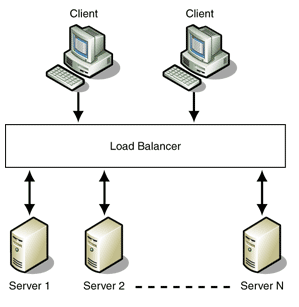 Client
Client
Load Balancer
Server 1
Server 2
Server N